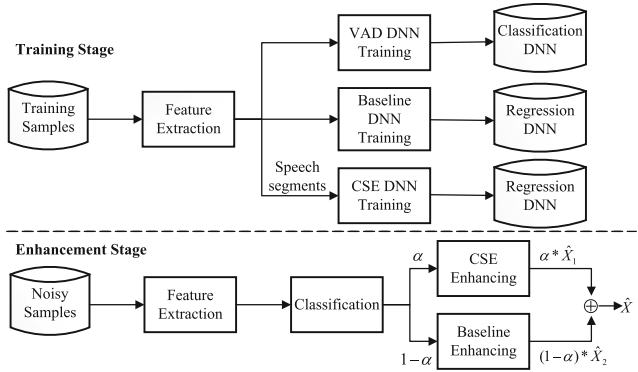 Training Stage
Training
Samples
Feature
Extraction
Speech
segments
VAD DNN
Training
Classification
DNN
Baseline
DNN
Training
Regression
DNN
CSE DNN
Training
Regression
DNN
Enhancement Stage
Noisy
Samples
Feature
Extraction
Classification
α
1−α
CSE
Enhancing
α * X̂₁
Baseline
Enhancing
(1−α) * X̂₂
⊕
X̂